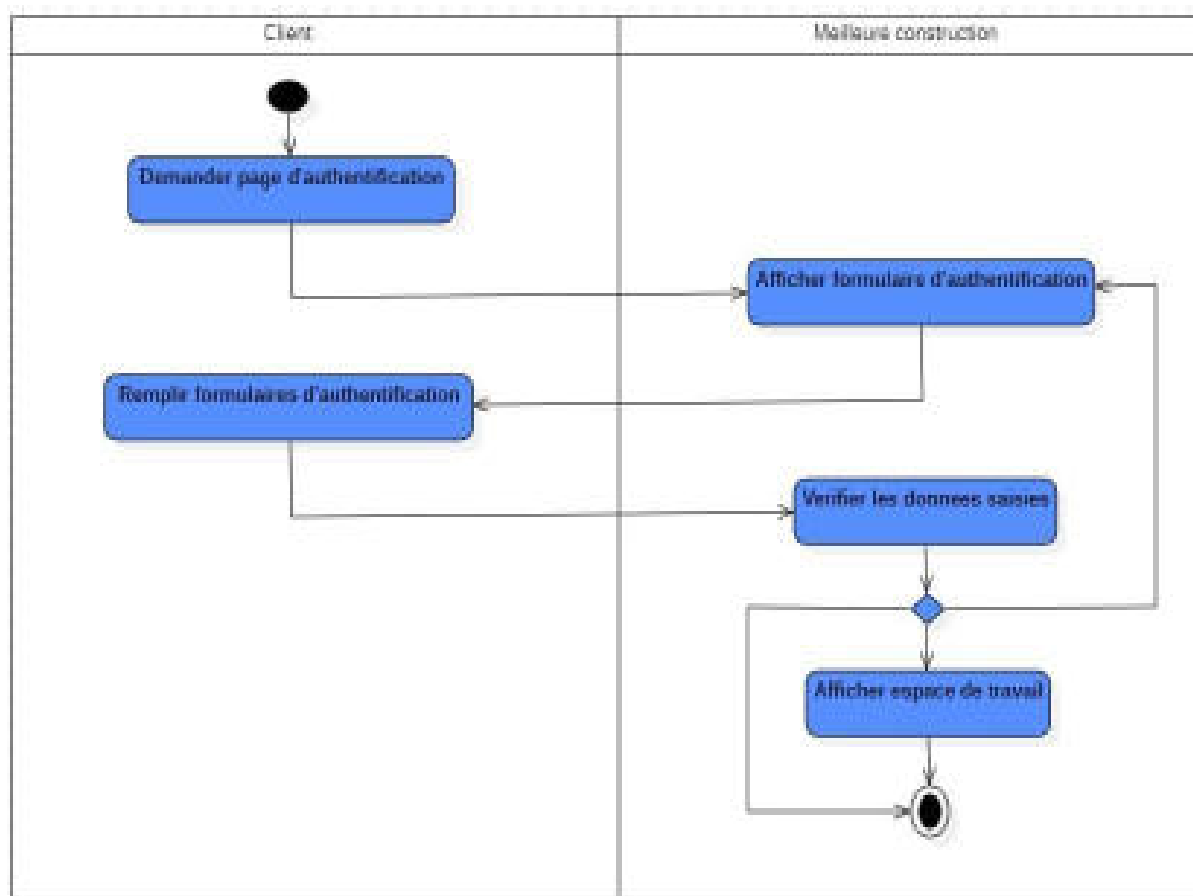 Client
Meilleure construction
Demander page d'authentification
Afficher formulaire d'authentification
Remplir formulaires d'authentification
Verifier les donnees saisies
Afficher espace de travail